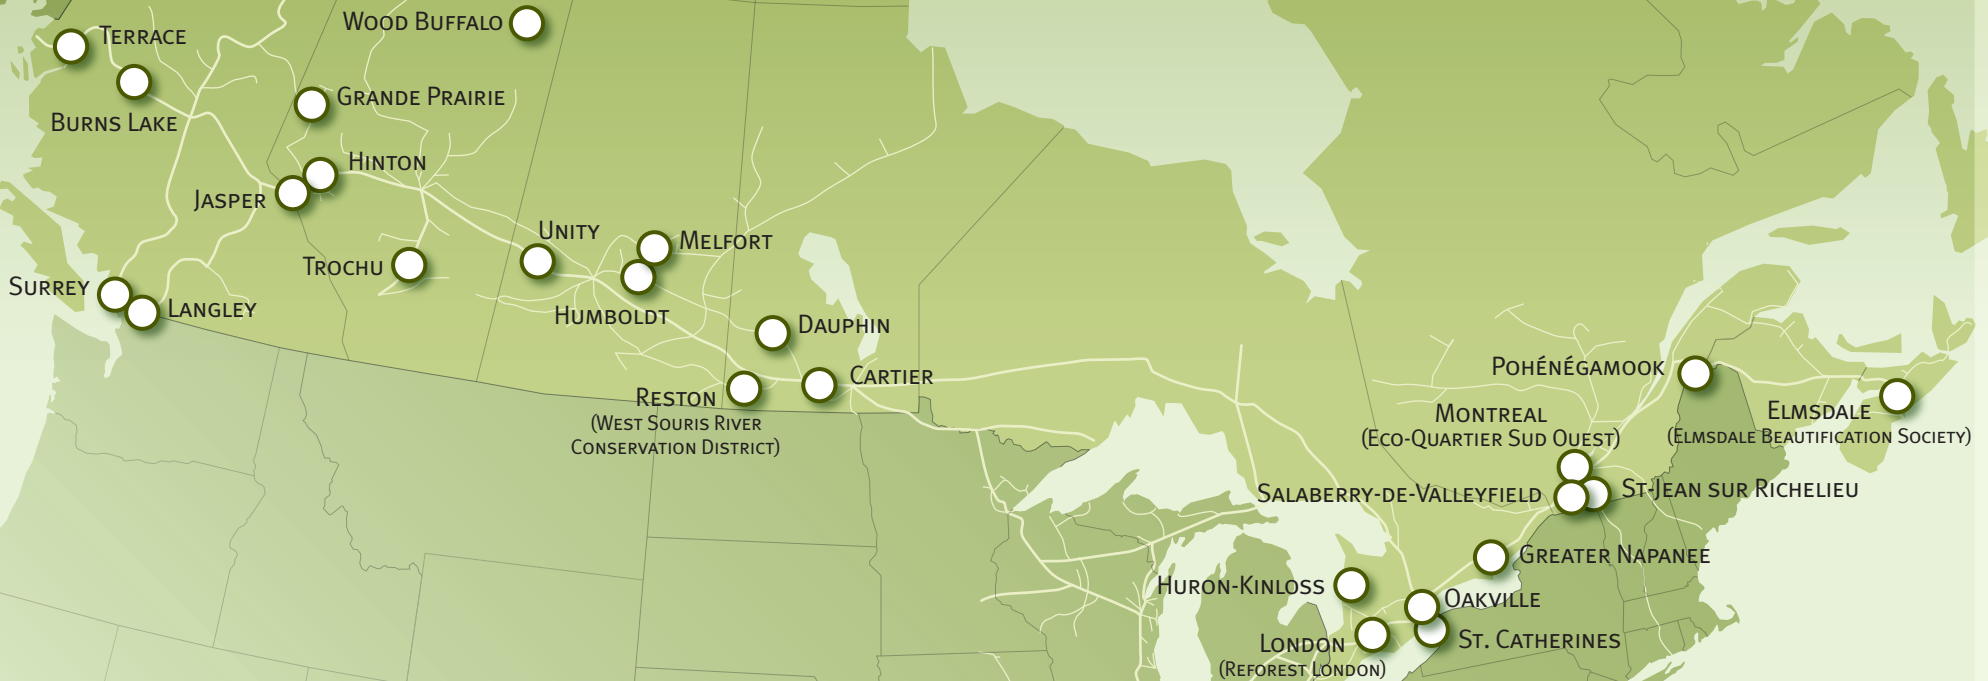 Wood Buffalo
Terrace
Grande Prairie
Burns Lake
Hinton
Jasper
Unity
Melfort
Trochu
Surrey
Langley
Humboldt
Dauphin
Cartier
Reston
(West Souris River
Conservation District)
Pohénégamook
Montreal
(Eco-Quartier Sud Ouest)
Elmsdale
(Elmsdale Beautification Society)
Salaberry-de-Valleyfield
St-Jean sur Richelieu
Greater Napanee
Huron-Kinloss
Oakville
London
(Reforest London)
St. Catherines